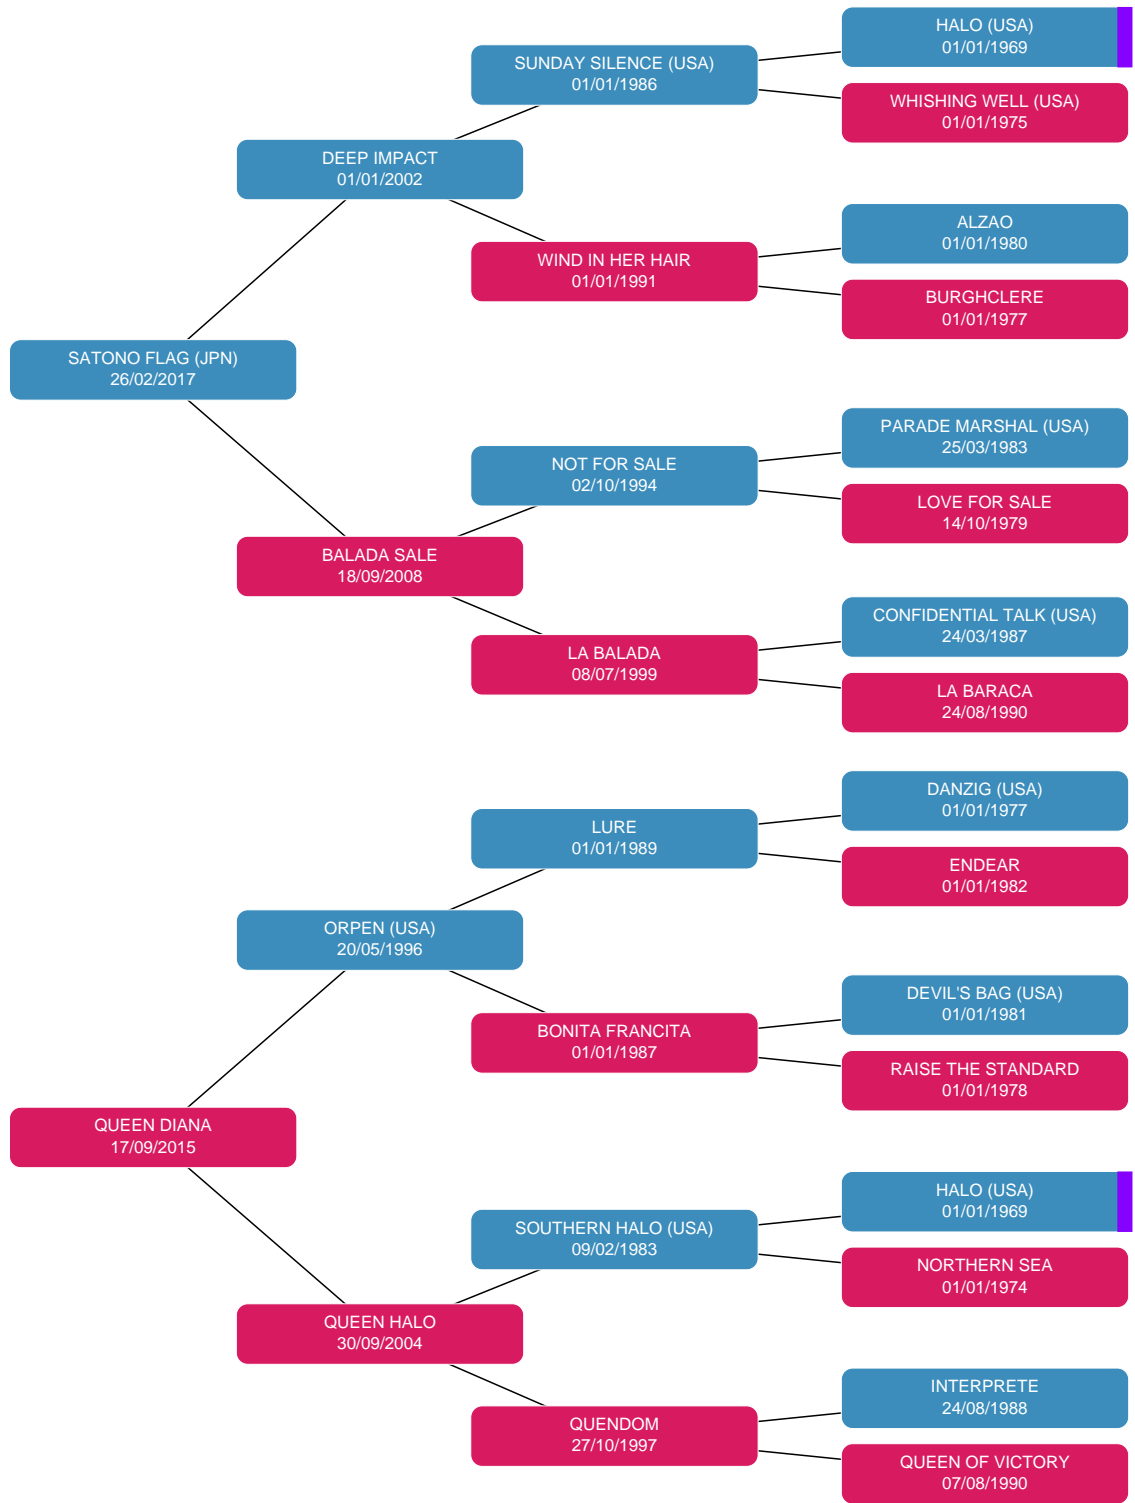 HALO (USA)
01/01/1969
SUNDAY SILENCE (USA)
01/01/1986
WHISHING WELL (USA)
01/01/1975
DEEP IMPACT
01/01/2002
ALZAO
01/01/1980
WIND IN HER HAIR
01/01/1991
BURGHCLERE
01/01/1977
SATONO FLAG (JPN)
26/02/2017
PARADE MARSHAL (USA)
25/03/1983
NOT FOR SALE
02/10/1994
LOVE FOR SALE
14/10/1979
BALADA SALE
18/09/2008
CONFIDENTIAL TALK (USA)
24/03/1987
LA BALADA
08/07/1999
LA BARACA
24/08/1990
DANZIG (USA)
01/01/1977
LURE
01/01/1989
ENDEAR
01/01/1982
ORPEN (USA)
20/05/1996
DEVIL'S BAG (USA)
01/01/1981
BONITA FRANCITA
01/01/1987
RAISE THE STANDARD
01/01/1978
QUEEN DIANA
17/09/2015
HALO (USA)
01/01/1969
SOUTHERN HALO (USA)
09/02/1983
NORTHERN SEA
01/01/1974
QUEEN HALO
30/09/2004
INTERPRETE
24/08/1988
QUENDOM
27/10/1997
QUEEN OF VICTORY
07/08/1990